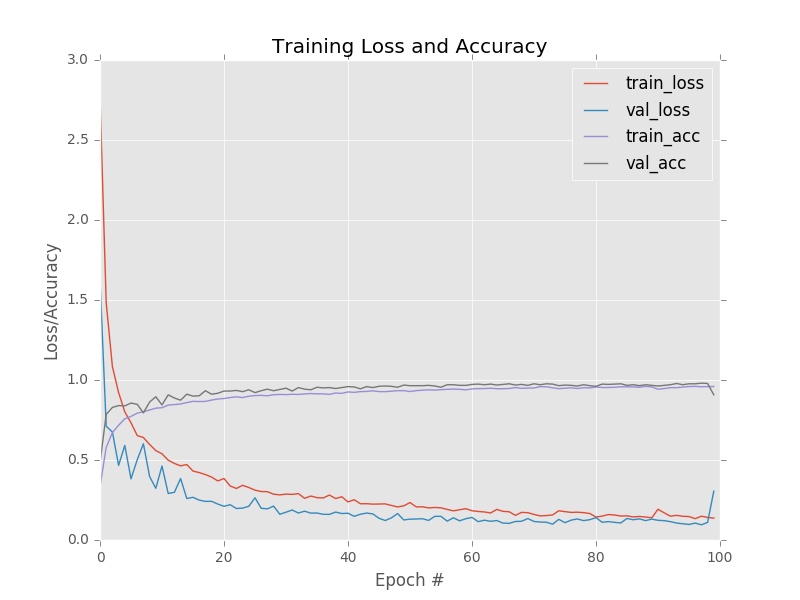 Training Loss and Accuracy
3.0
2.5
2.0
1.5
1.0
0.5
0.0
Loss/Accuracy
train_loss
val_loss
train_acc
val_acc
0 20 40 60 80 100
Epoch #